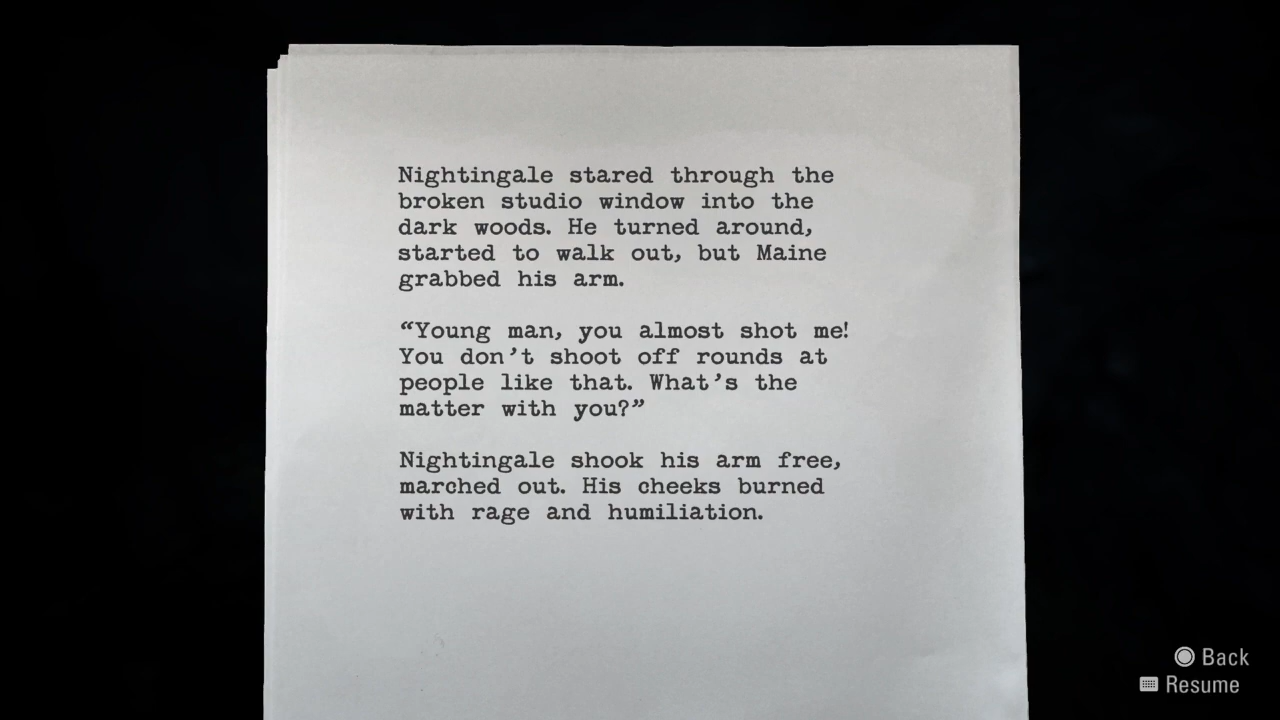 Nightingale stared through the
broken studio window into the
dark woods. He turned around,
started to walk out, but Maine
grabbed his arm.
“Young man, you almost shot me!
You don’t shoot off rounds at
people like that. What’s the
matter with you?”
Nightingale shook his arm free,
marched out. His cheeks burned
with rage and humiliation.
Back
Resume